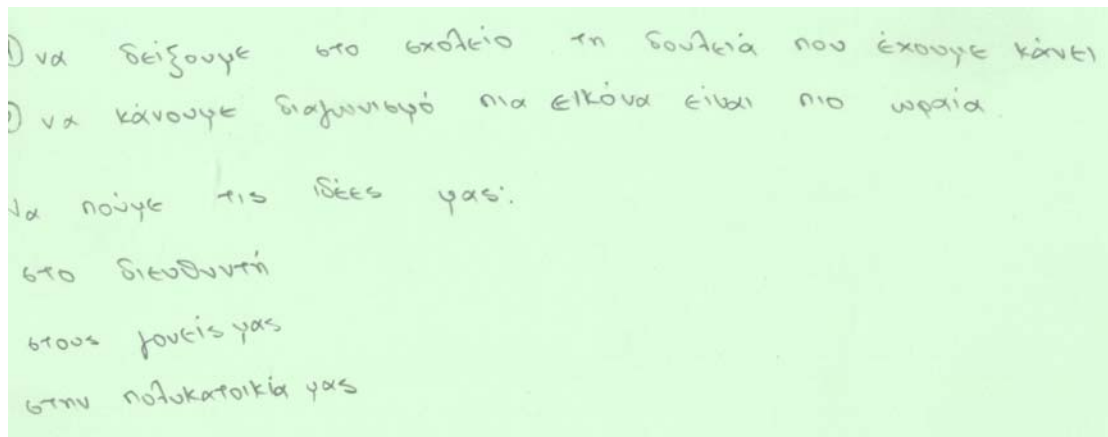 1) να δείξουμε στο σχολείο τη δουλειά που έχουμε κάνει
2) να κάνουμε διαγωνισμό πια εικόνα είναι πιο ωραία.
Να πούμε τις ιδέες μας:
στο διευθυντή
στους γονείς μας
στην πολυκατοικία μας